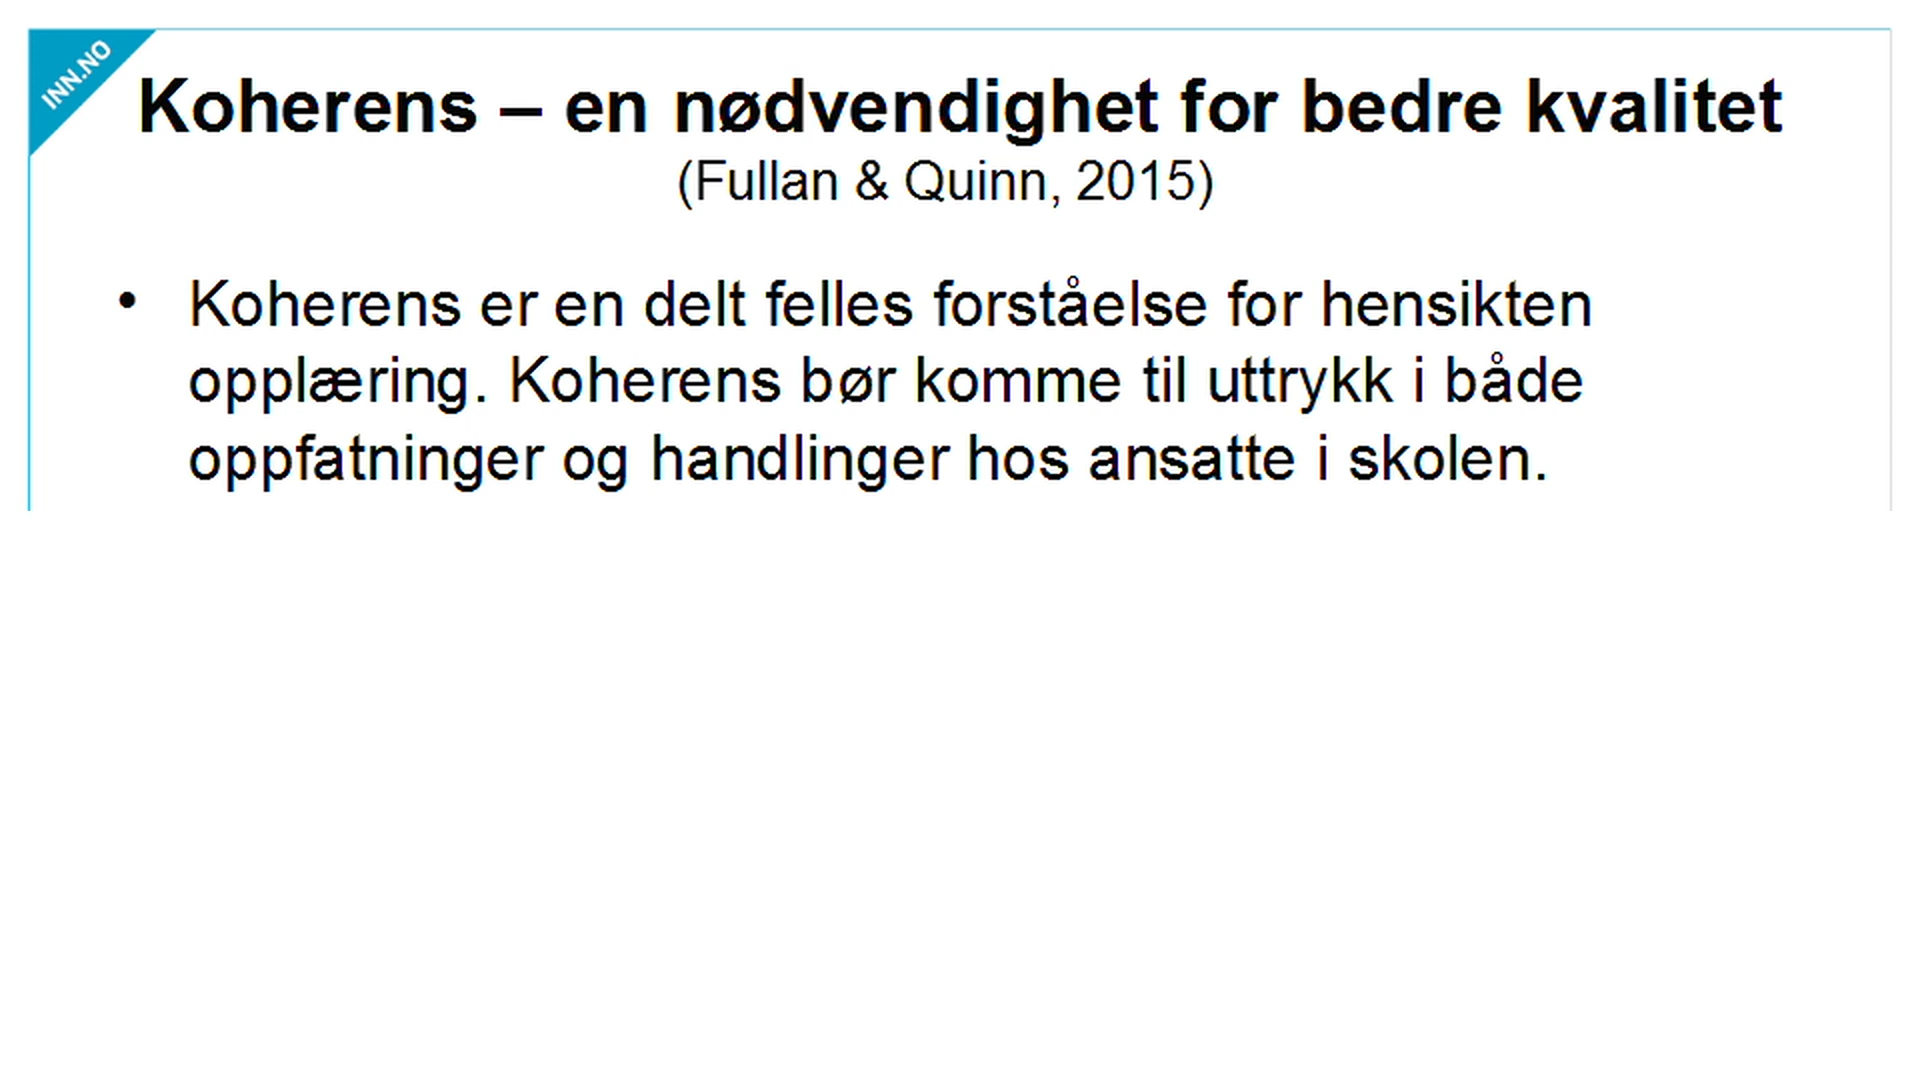 INN.NO
Koherens – en nødvendighet for bedre kvalitet
(Fullan & Quinn, 2015)
• Koherens er en delt felles forståelse for hensikten
opplæring. Koherens bør komme til uttrykk i både
oppfatninger og handlinger hos ansatte i skolen.